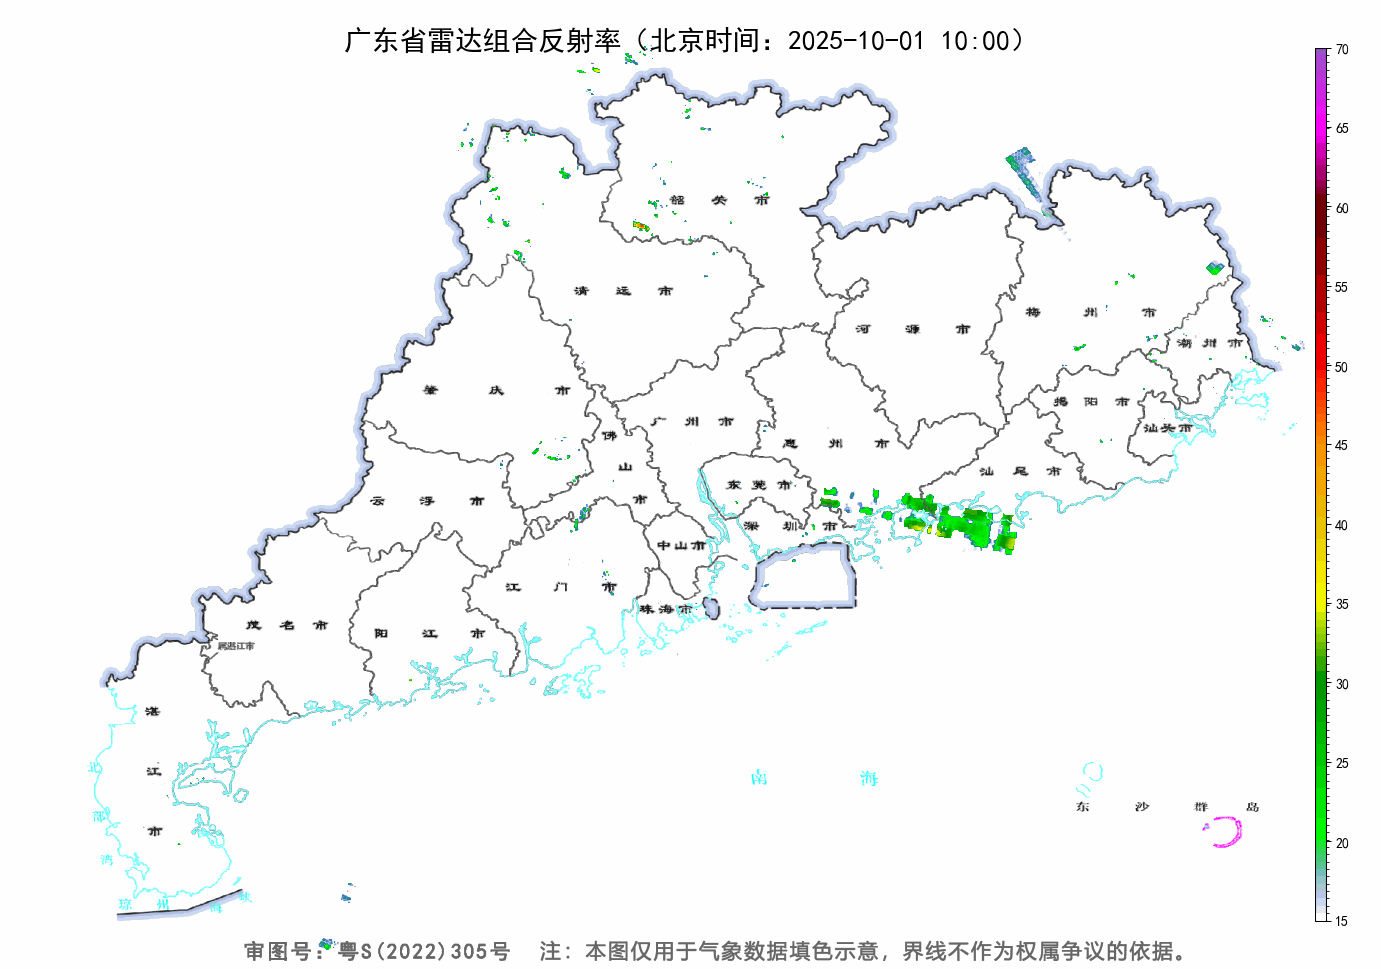 广东省雷达组合反射率（北京时间：2025-10-01 10:00）
70
65
60
55
50
45
40
35
30
25
20
15
韶关市
清远市
河源市
梅州市
潮州市
肇庆市
广州市
佛山市
惠州市
揭阳市
汕头市
汕尾市
云浮市
东莞市
深圳市
中山市
江门市
珠海市
茂名市
属湛江市
阳江市
湛江市
北部湾
琼州海峡
南海
东沙群岛
审图号：粤S(2022)305号 注：本图仅用于气象数据填色示意，界线不作为权属争议的依据。